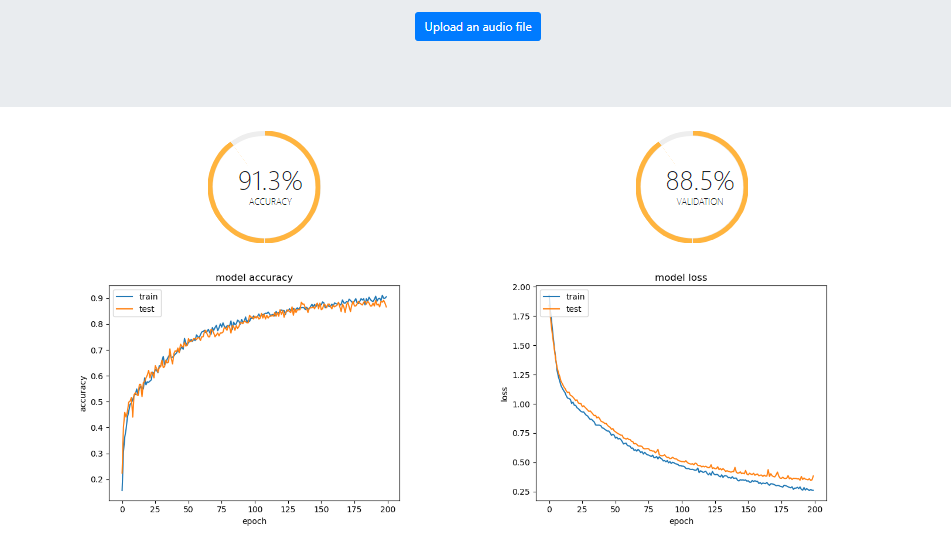 Upload an audio file
91.3%
ACCURACY
88.5%
VALIDATION
model accuracy
train
test
0.9
0.8
0.7
0.6
0.5
0.4
0.3
0.2
accuracy
0 25 50 75 100 125 150 175 200
epoch
model loss
train
test
2.00
1.75
1.50
1.25
1.00
0.75
0.50
0.25
loss
0 25 50 75 100 125 150 175 200
epoch